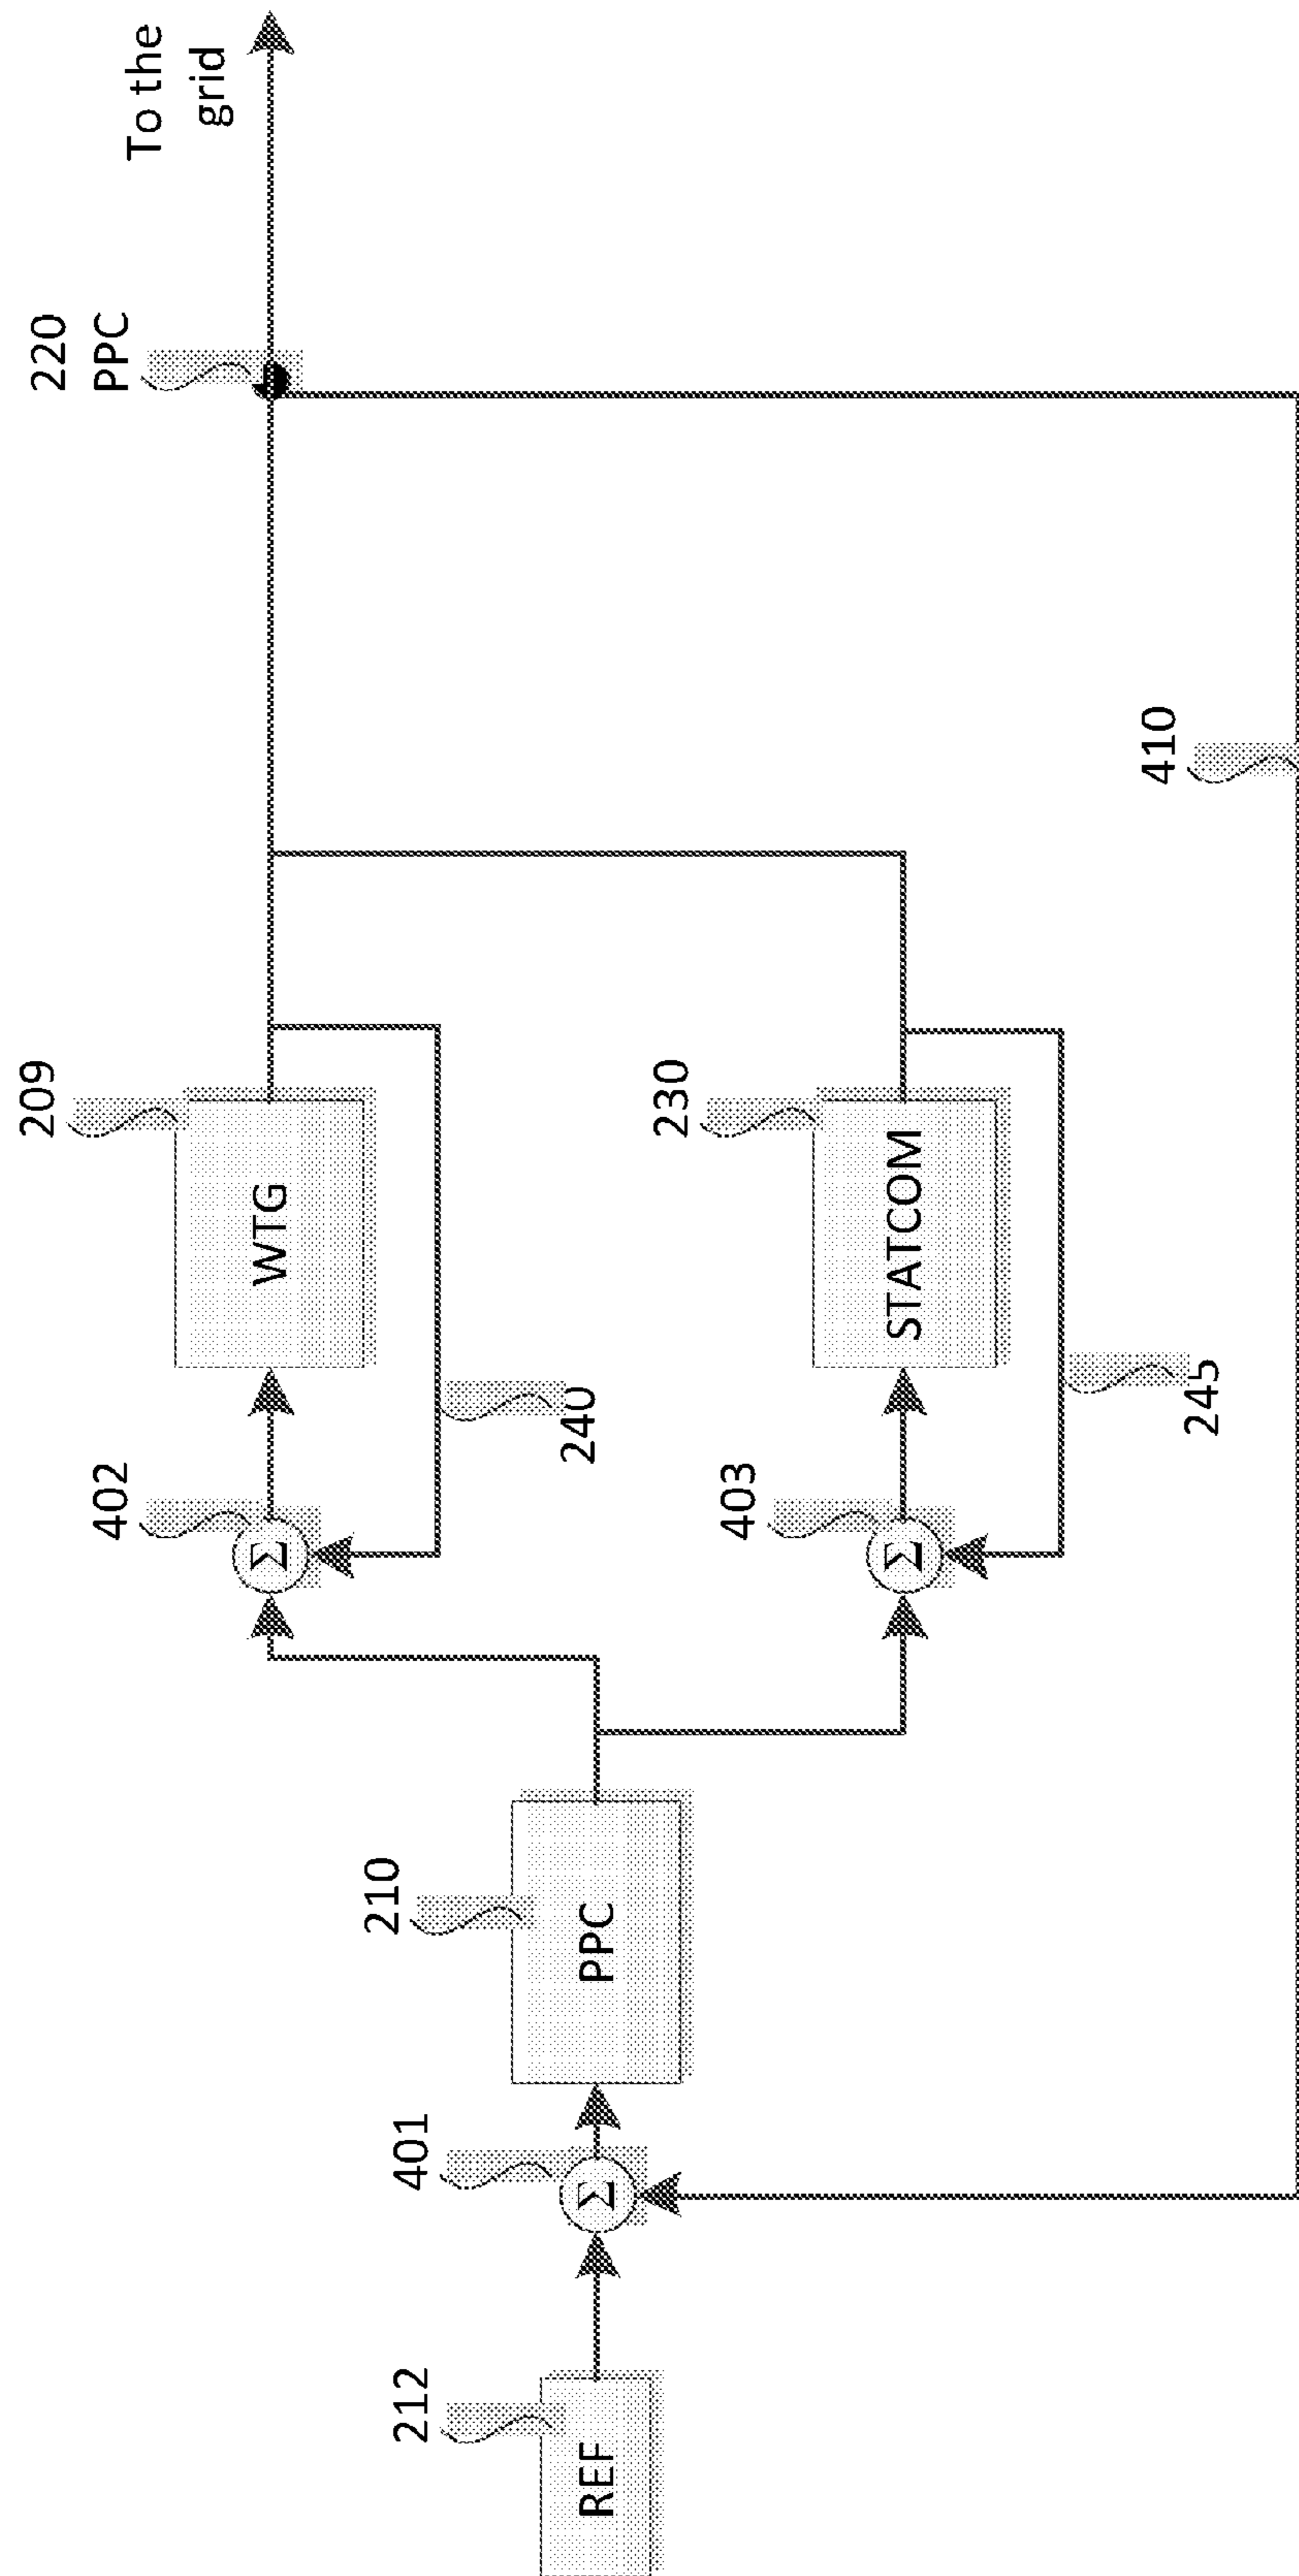 To the
grid
220
PPC
209
WTG
402
240
230
STATCOM
403
245
410
210
PPC
401
212
REF
Σ
Σ
Σ